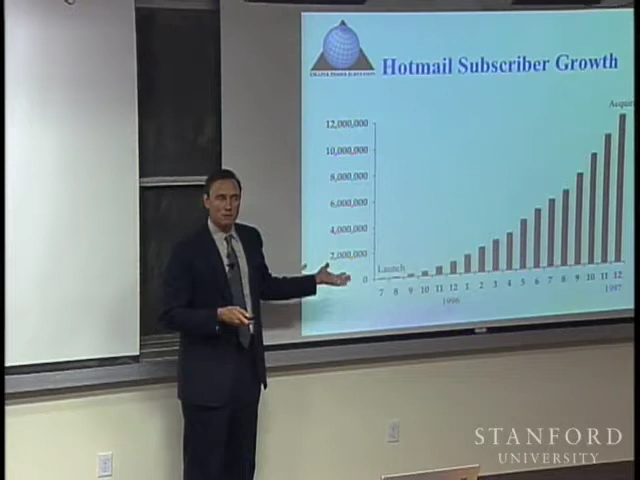 Hotmail Subscriber Growth
Acqui
12,000,000
10,000,000
8,000,000
6,000,000
4,000,000
2,000,000
0
Launch
7 8 9 10 11 12 1 2 3 4 5 6 7 8 9 10 11 12
1996 1997
STANFORD
UNIVERSITY